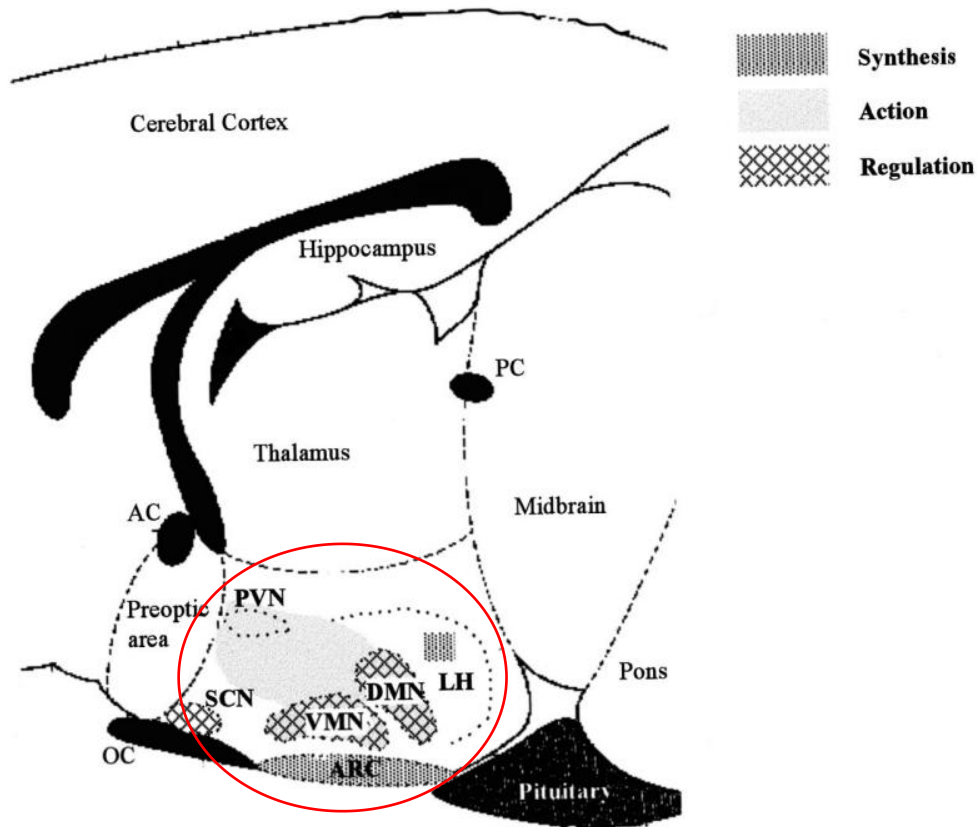 Synthesis
Cerebral Cortex
Action
Regulation
Hippocampus
PC
Thalamus
Midbrain
AC
PVN
Preoptic
area
Pons
SCN
DMN
LH
VMN
OC
ARC
Pituitary